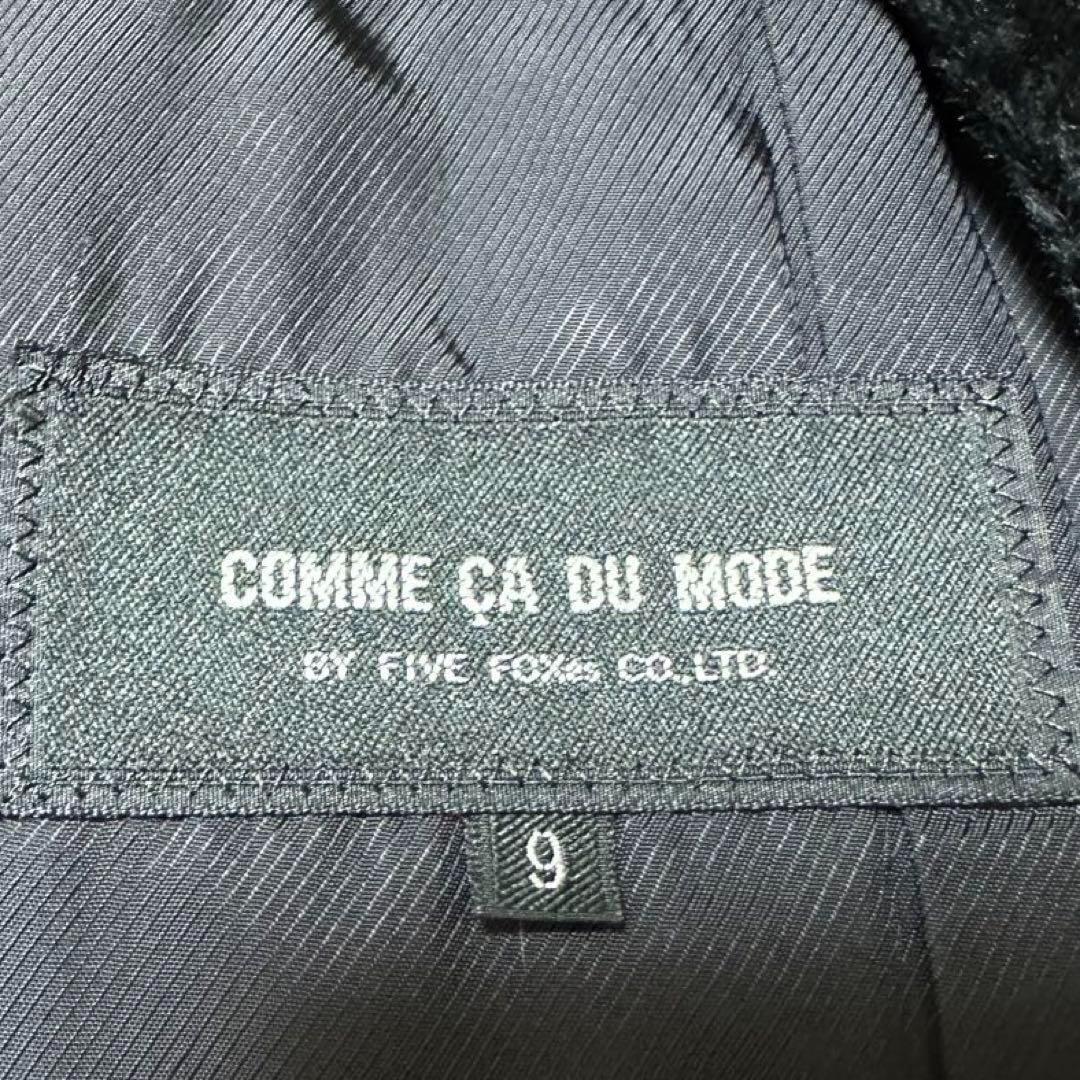 COMME ÇA DU MODE
BY FIVE FOXes CO.,LTD.
9